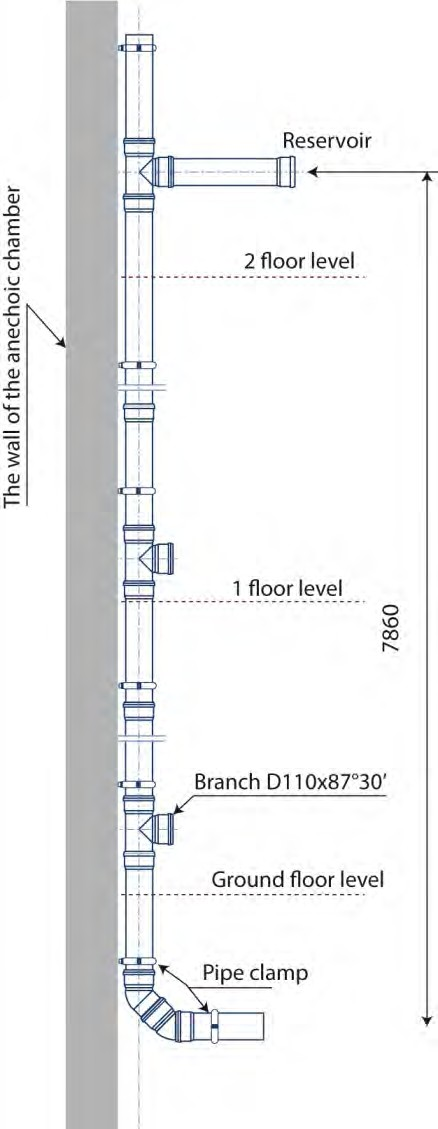 Reservoir
2 floor level
The wall of the anechoic chamber
1 floor level
7860
Branch D110x87°30’
Ground floor level
Pipe clamp